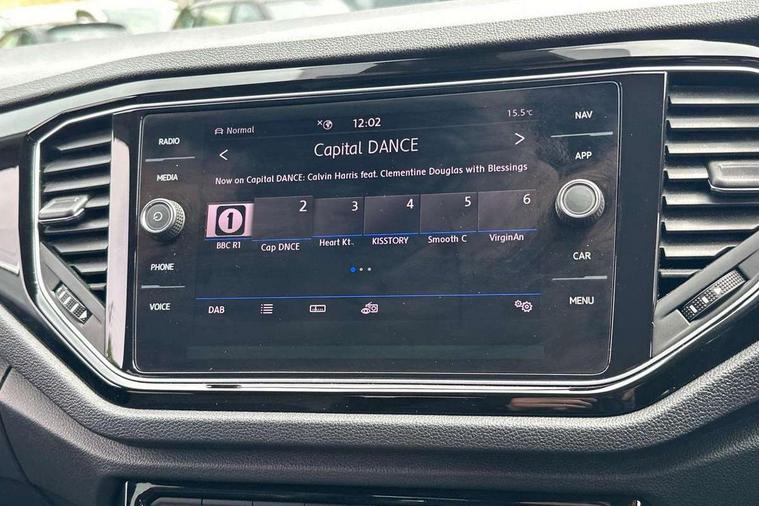 Normal
12:02
15.5°C
NAV
RADIO
< Capital DANCE >
APP
MEDIA
Now on Capital DANCE: Calvin Harris feat. Clementine Douglas with Blessings
1 2 3 4 5 6
BBC R1 Cap DNCE Heart Kt. KISSTORY Smooth C VirginAn
PHONE
CAR
VOICE
DAB
MENU